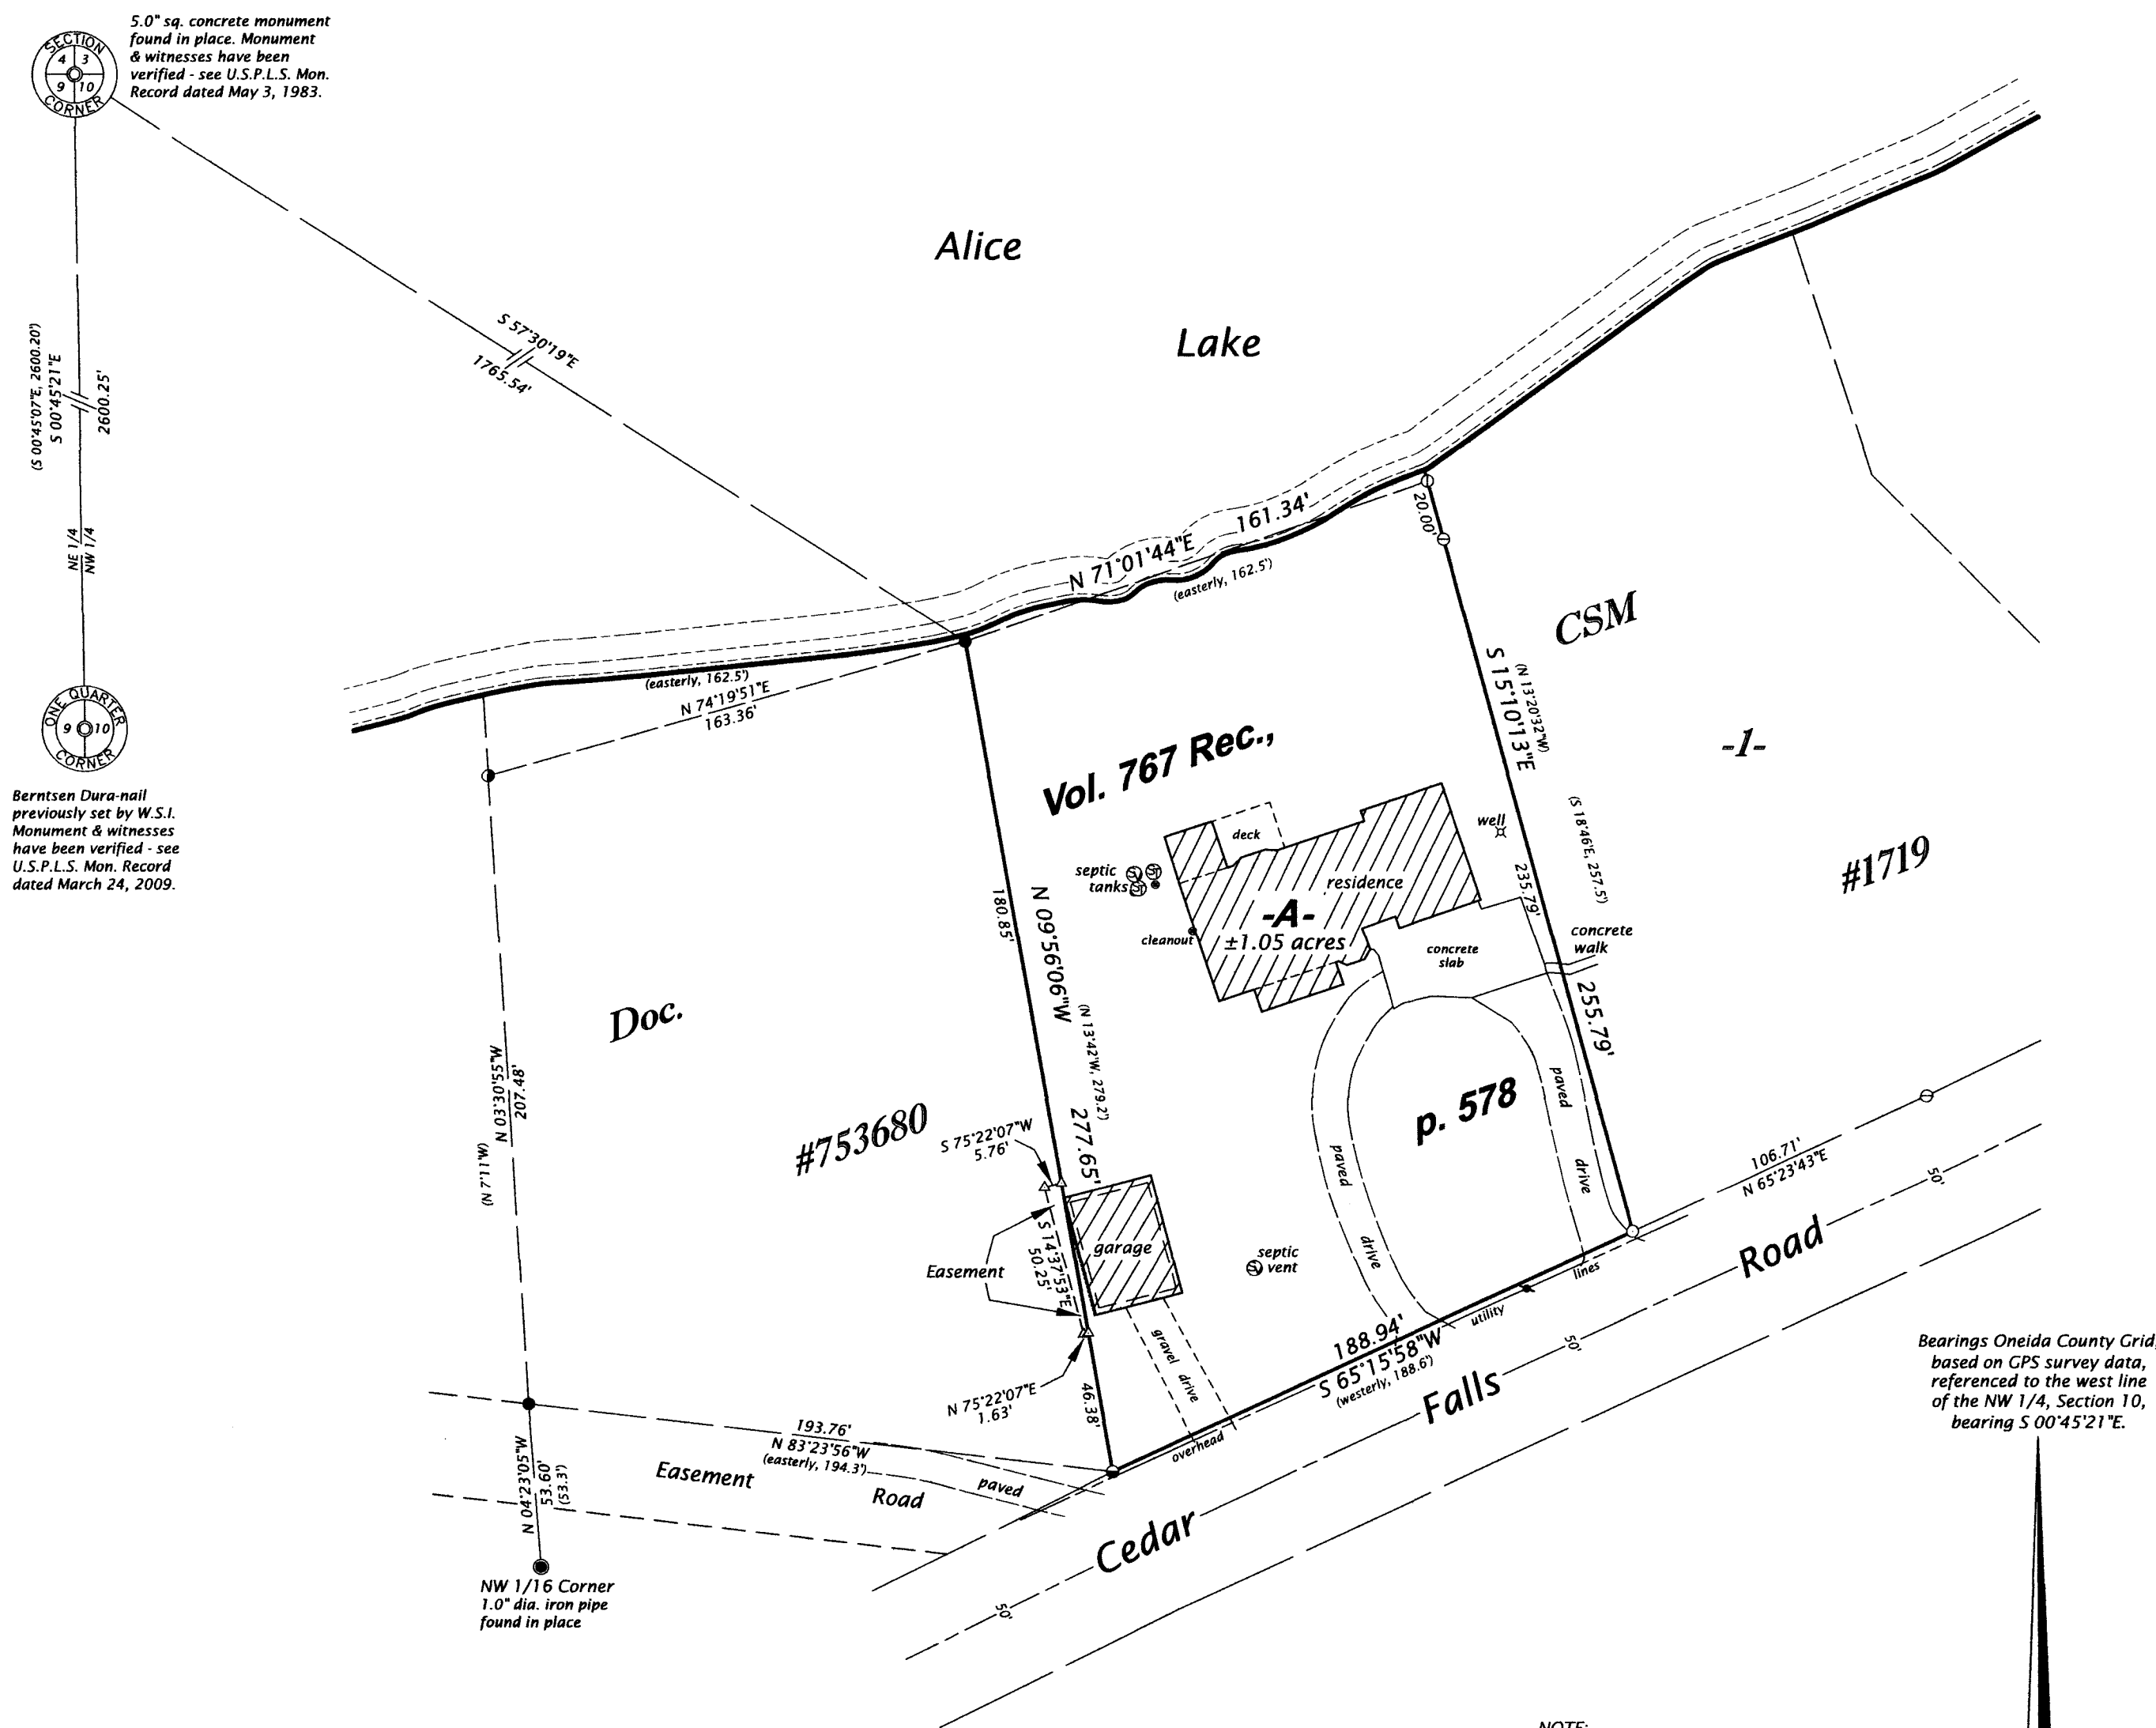 SECTION
4 3
9 10
CORNER
5.0" sq. concrete monument
found in place. Monument
& witnesses have been
verified - see U.S.P.L.S. Mon.
Record dated May 3, 1983.
Alice
Lake
S 57°30'19"E
1765.54'
(S 00°45'07"E, 2600.20')
S 00°45'21"E
2600.25'
NE 1/4
NW 1/4
ONE QUARTER
9 10
CORNER
Berntsen Dura-nail
previously set by W.S.I.
Monument & witnesses
have been verified - see
U.S.P.L.S. Mon. Record
dated March 24, 2009.
N 71°01'44"E
161.34'
(easterly, 162.5')
20.00'
(easterly, 162.5')
N 74°19'51"E
163.36'
CSM
-1-
#1719
S 15°10'13"E
(N 13°20'32"W)
(S 18°46'E, 257.5')
235.79'
255.79'
Vol. 767 Rec.,
deck
well
septic
tanks
SV
ST
ST
residence
-A-
±1.05 acres
cleanout
concrete
slab
concrete
walk
180.85'
N 09°56'06"W
(N 13°42'W, 279.2')
277.65'
Doc.
#753680
N 03°30'55"W
207.48'
(N 7°11'W)
p. 578
paved
drive
paved
drive
S 75°22'07"W
5.76'
S 14°37'53"E
50.25'
Easement
garage
septic
vent
SV
gravel
drive
N 75°22'07"E
1.63'
46.38'
106.71'
N 65°23'43"E
188.94'
S 65°15'58"W
(westerly, 188.6')
overhead
utility
lines
193.76'
N 83°23'56"W
(easterly, 194.3')
Easement
Road
paved
N 04°23'05"W
53.60'
(53.3')
NW 1/16 Corner
1.0" dia. iron pipe
found in place
Cedar
Falls
Road
50'
50'
50'
Bearings Oneida County Grid,
based on GPS survey data,
referenced to the west line
of the NW 1/4, Section 10,
bearing S 00°45'21"E.
NOTE: